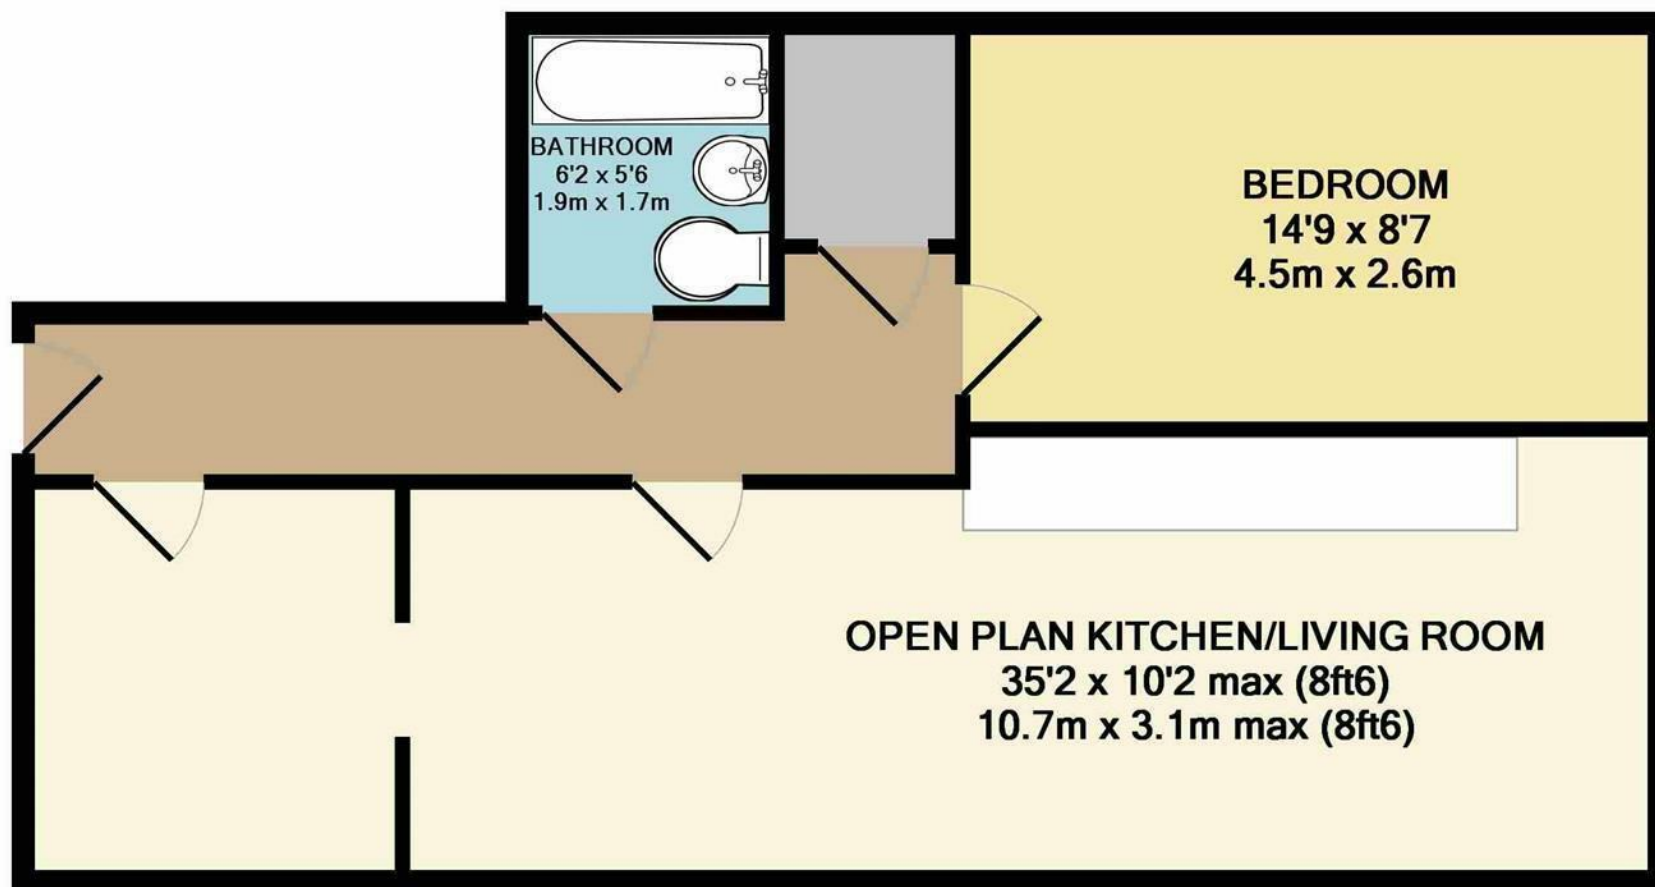 BATHROOM
6'2 x 5'6
1.9m x 1.7m
BEDROOM
14'9 x 8'7
4.5m x 2.6m
OPEN PLAN KITCHEN/LIVING ROOM
35'2 x 10'2 max (8ft6)
10.7m x 3.1m max (8ft6)